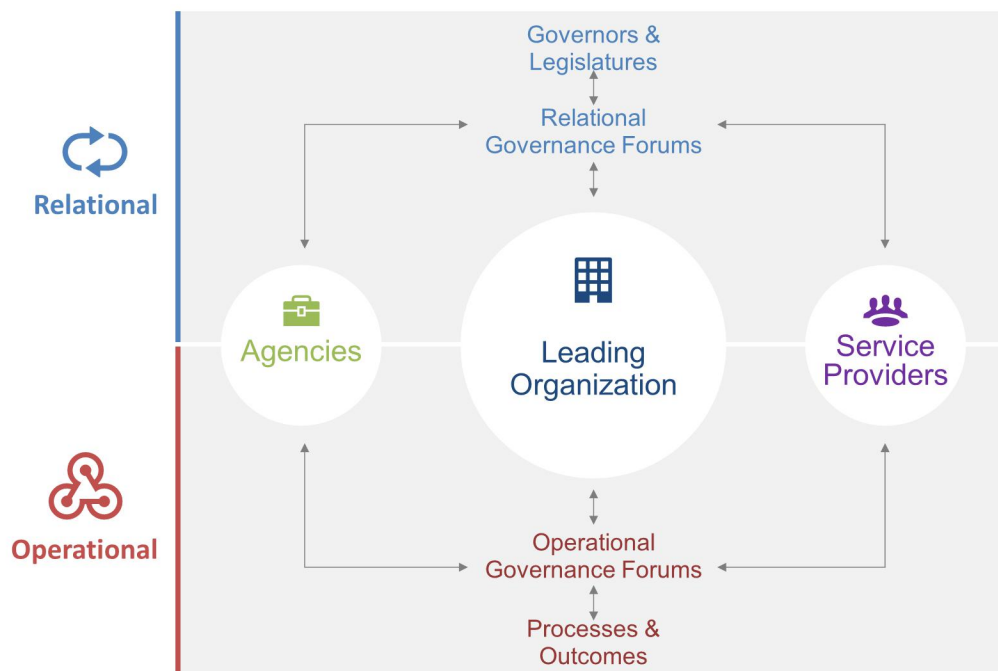 Governors &
Legislatures
Relational
Governance Forums
Relational
Agencies
Leading
Organization
Service
Providers
Operational
Operational
Governance Forums
Processes &
Outcomes